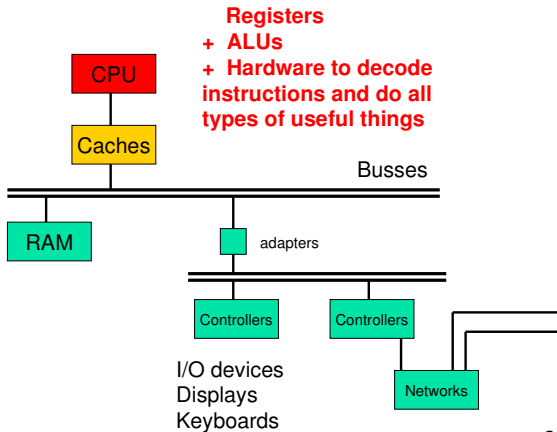 Registers
+ ALUs
+ Hardware to decode
instructions and do all
types of useful things
CPU
Caches
Busses
RAM
adapters
Controllers
Controllers
I/O devices
Displays
Keyboards
Networks